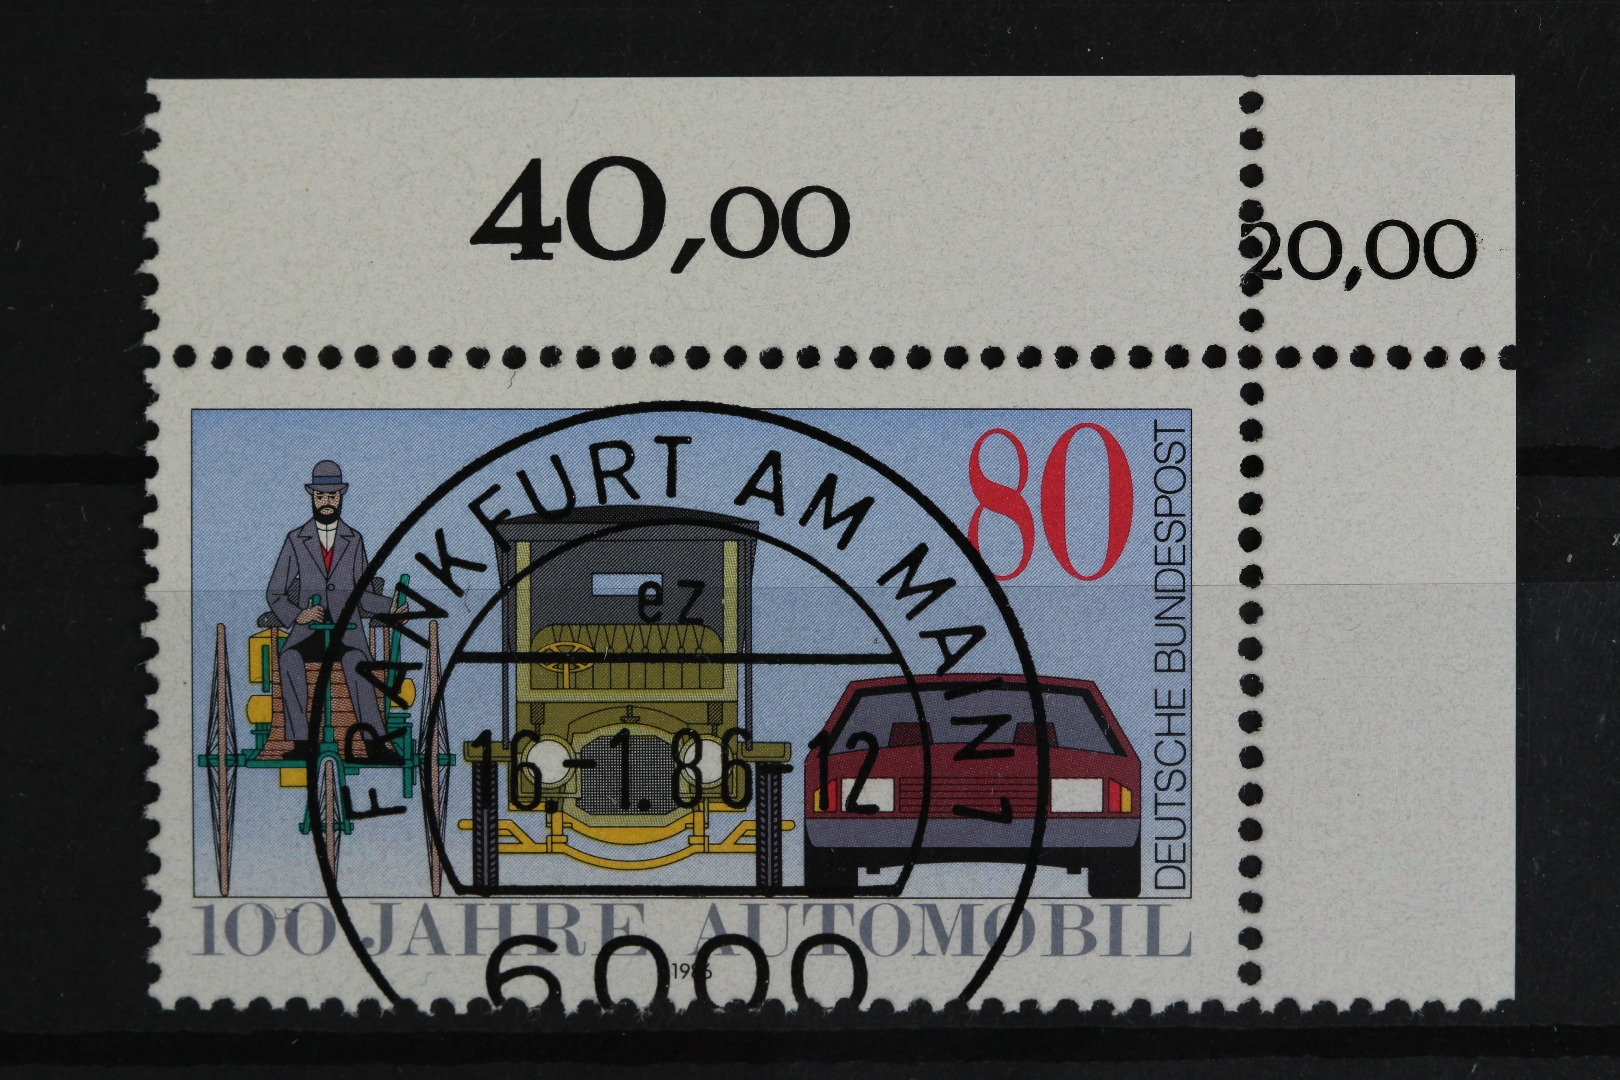 40,00
20,00
80
DEUTSCHE BUNDESPOST
FRANKFURT AM MAIN 1
ez
16.-1.86-12
6000
100 JAHRE AUTOMOBIL
1986